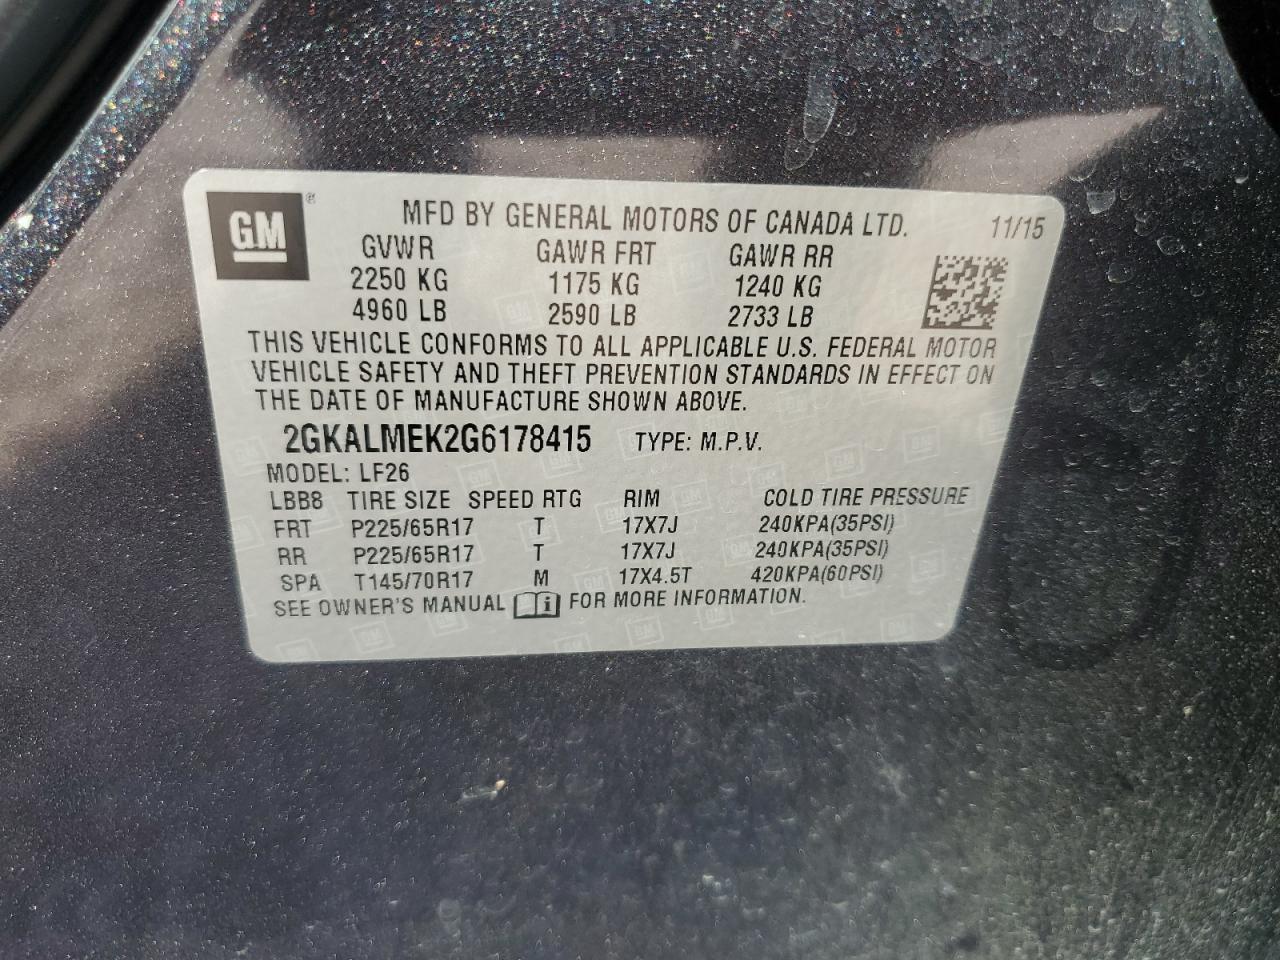 GM®
MFD BY GENERAL MOTORS OF CANADA LTD. 11/15
GVWR GAWR FRT GAWR RR
2250 KG 1175 KG 1240 KG
4960 LB 2590 LB 2733 LB
THIS VEHICLE CONFORMS TO ALL APPLICABLE U.S. FEDERAL MOTOR
VEHICLE SAFETY AND THEFT PREVENTION STANDARDS IN EFFECT ON
THE DATE OF MANUFACTURE SHOWN ABOVE.
2GKALMEK2G6178415 TYPE: M.P.V.
MODEL: LF26
LBB8 TIRE SIZE SPEED RTG RIM COLD TIRE PRESSURE
FRT P225/65R17 T 17X7J 240KPA(35PSI)
RR P225/65R17 T 17X7J 240KPA(35PSI)
SPA T145/70R17 M 17X4.5T 420KPA(60PSI)
SEE OWNER'S MANUAL i FOR MORE INFORMATION.